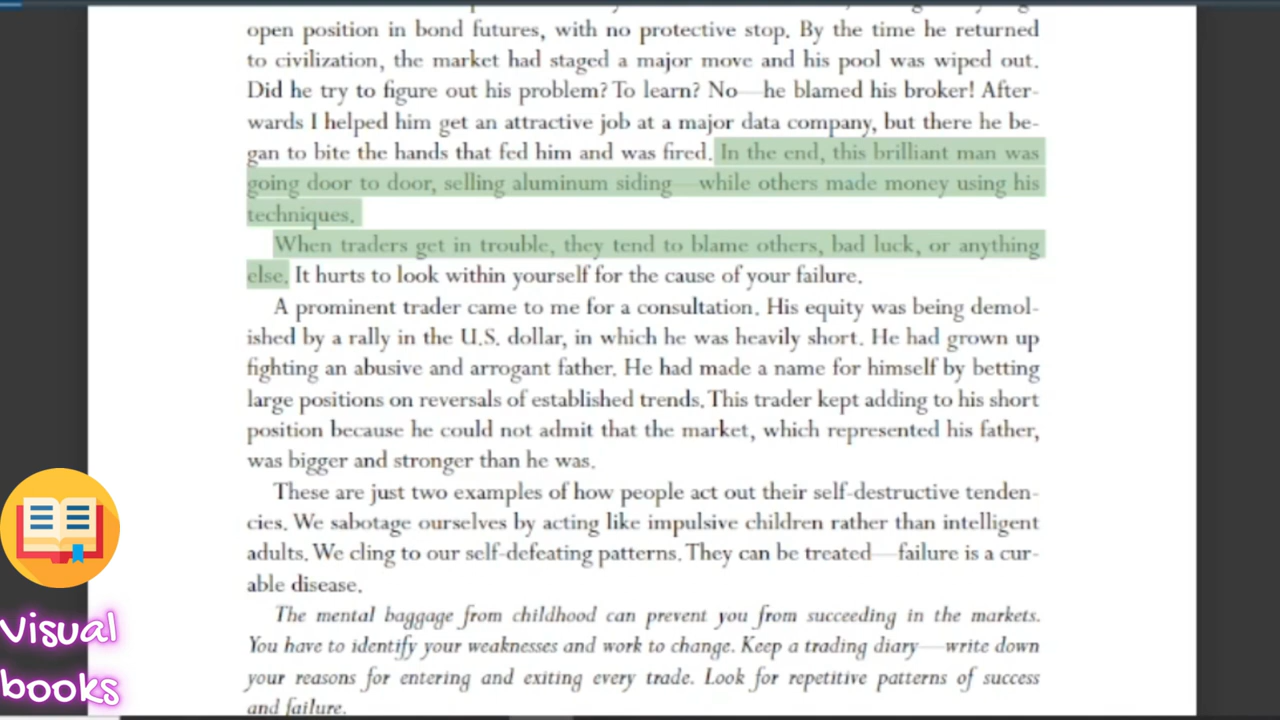 open position in bond futures, with no protective stop. By the time he returned
to civilization, the market had staged a major move and his pool was wiped out.
Did he try to figure out his problem? To learn? No—he blamed his broker! After-
wards I helped him get an attractive job at a major data company, but there he be-
gan to bite the hands that fed him and was fired. In the end, this brilliant man was
going door to door, selling aluminum siding—while others made money using his
techniques.
When traders get in trouble, they tend to blame others, bad luck, or anything
else. It hurts to look within yourself for the cause of your failure.
A prominent trader came to me for a consultation. His equity was being demol-
ished by a rally in the U.S. dollar, in which he was heavily short. He had grown up
fighting an abusive and arrogant father. He had made a name for himself by betting
large positions on reversals of established trends. This trader kept adding to his short
position because he could not admit that the market, which represented his father,
was bigger and stronger than he was.
These are just two examples of how people act out their self-destructive tenden-
cies. We sabotage ourselves by acting like impulsive children rather than intelligent
adults. We cling to our self-defeating patterns. They can be treated—failure is a cur-
able disease.
The mental baggage from childhood can prevent you from succeeding in the markets.
You have to identify your weaknesses and work to change. Keep a trading diary—write down
your reasons for entering and exiting every trade. Look for repetitive patterns of success
and failure.
Visual
books